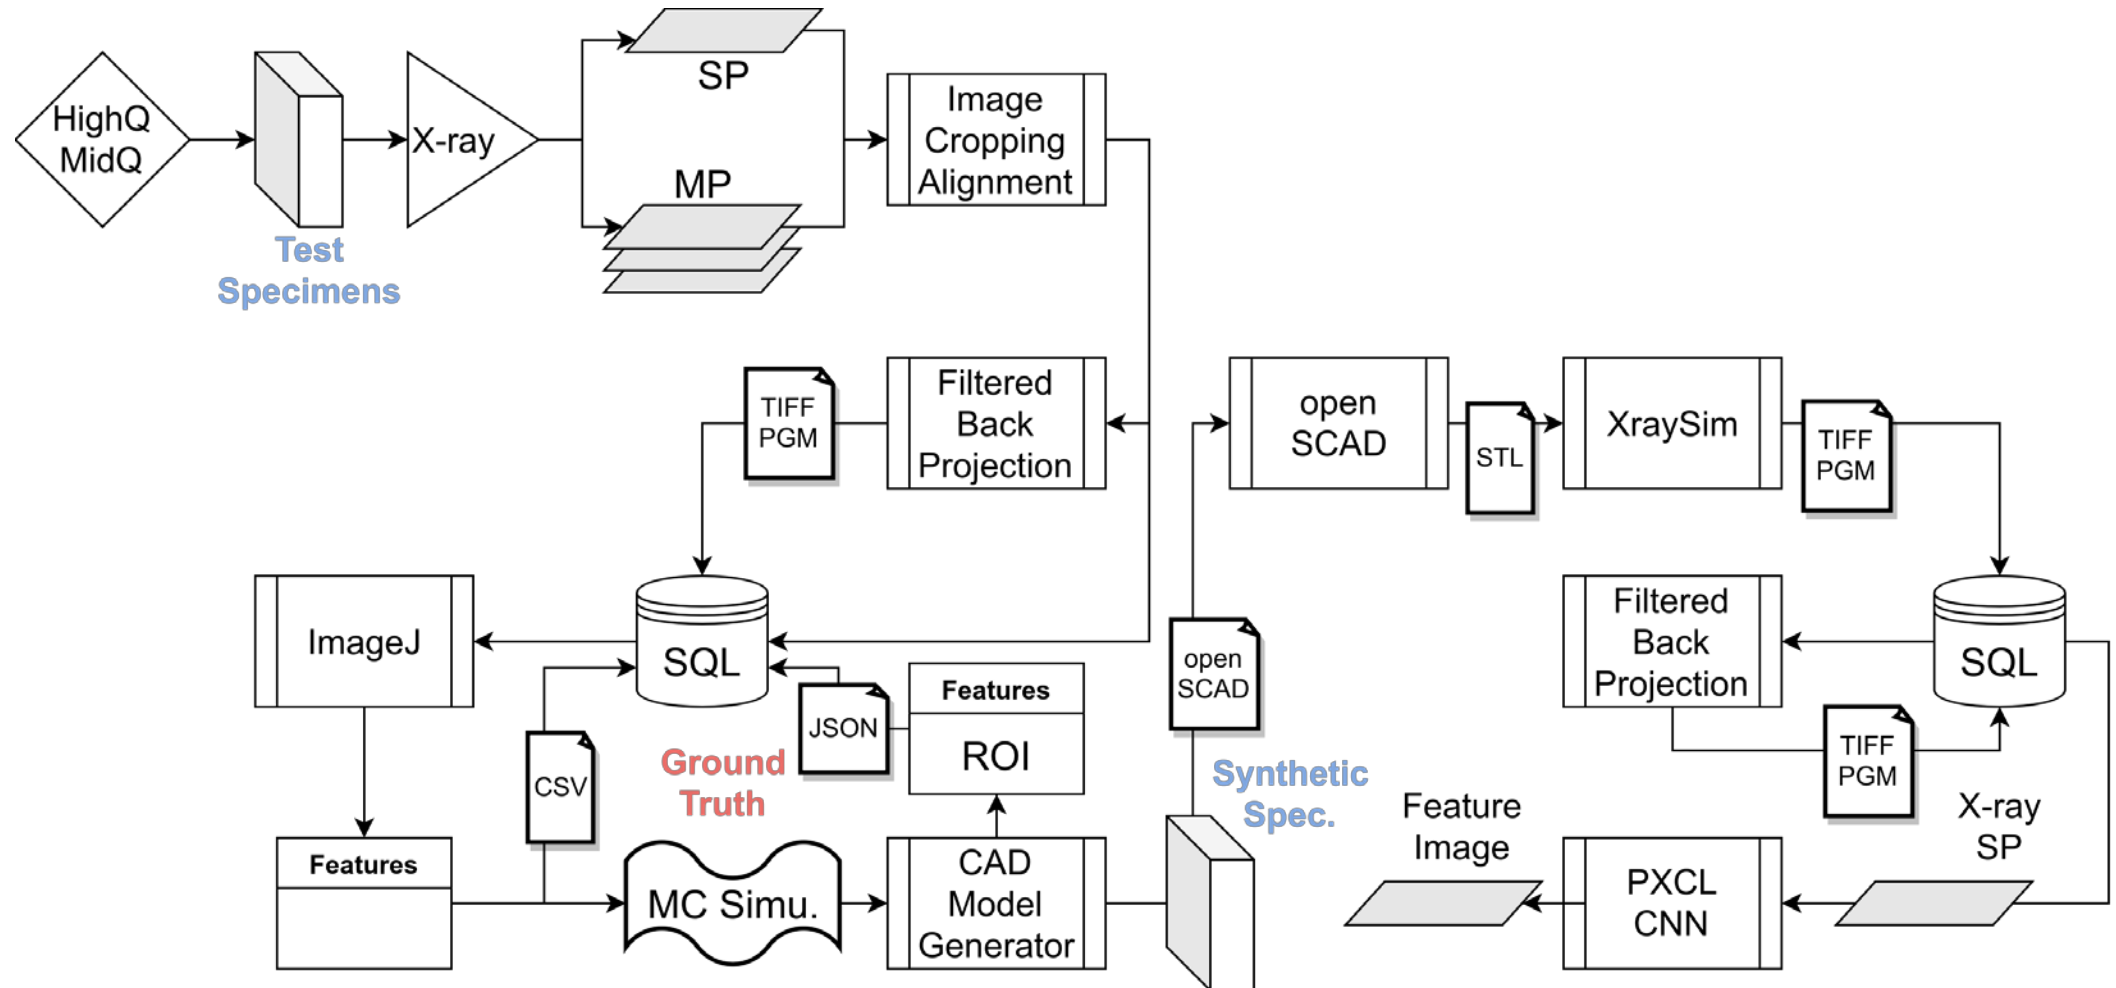 HighQ
MidQ
Test
Specimens
X-ray
SP
MP
Image
Cropping
Alignment
TIFF
PGM
Filtered
Back
Projection
open
SCAD
STL
XraySim
TIFF
PGM
ImageJ
SQL
open
SCAD
Filtered
Back
Projection
SQL
Features
ROI
JSON
CSV
Ground
Truth
Synthetic
Spec.
TIFF
PGM
Features
MC Simu.
CAD
Model
Generator
Feature
Image
PXCL
CNN
X-ray
SP